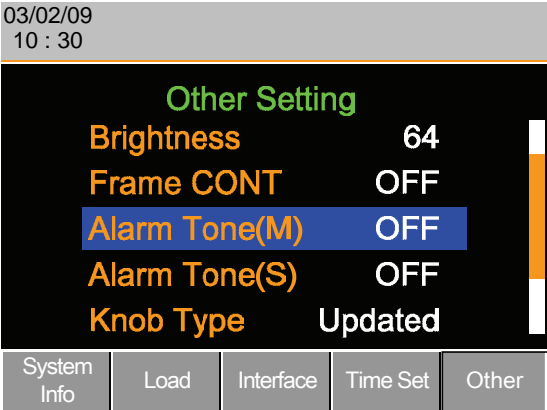 03/02/09
10 : 30
Other Setting
Brightness 64
Frame CONT OFF
Alarm Tone(M) OFF
Alarm Tone(S) OFF
Knob Type Updated
System Info Load Interface Time Set Other